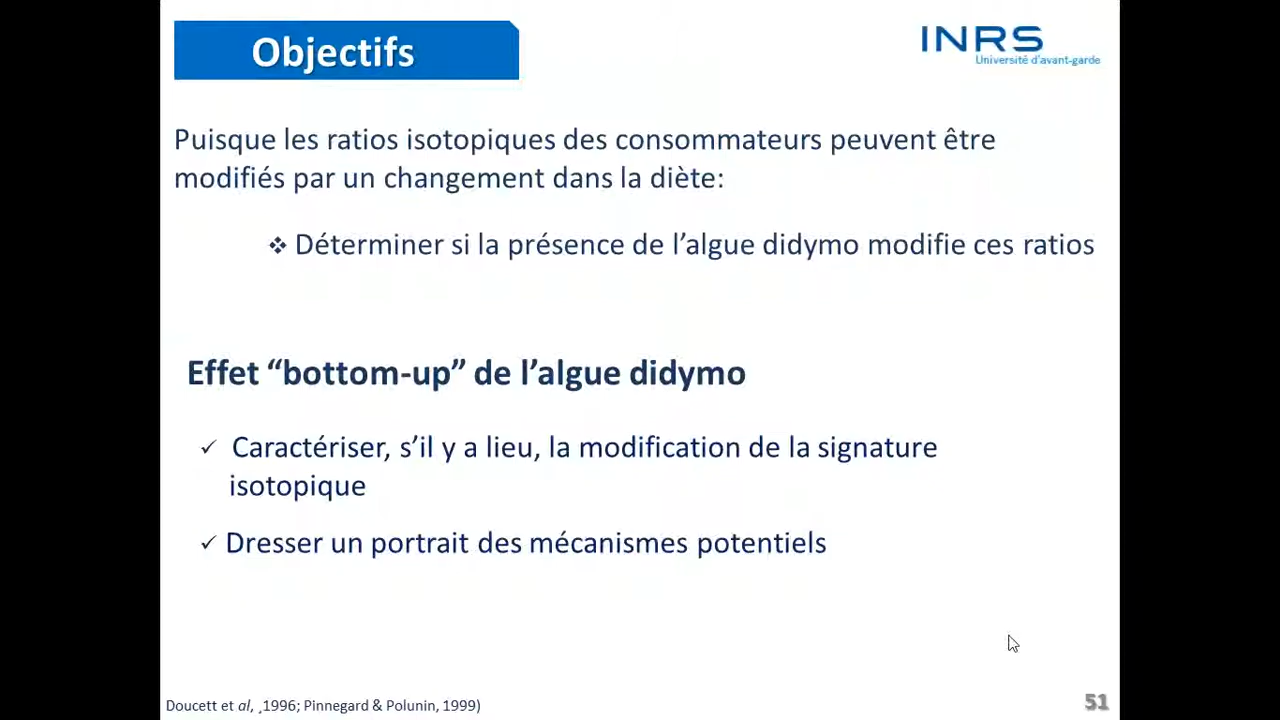 Objectifs
INRS
Université d'avant-garde
Puisque les ratios isotopiques des consommateurs peuvent être
modifiés par un changement dans la diète:
❖ Déterminer si la présence de l’algue didymo modifie ces ratios
Effet “bottom-up” de l’algue didymo
✓ Caractériser, s’il y a lieu, la modification de la signature
isotopique
✓ Dresser un portrait des mécanismes potentiels
Doucett et al, ¸1996; Pinnegard & Polunin, 1999)
51